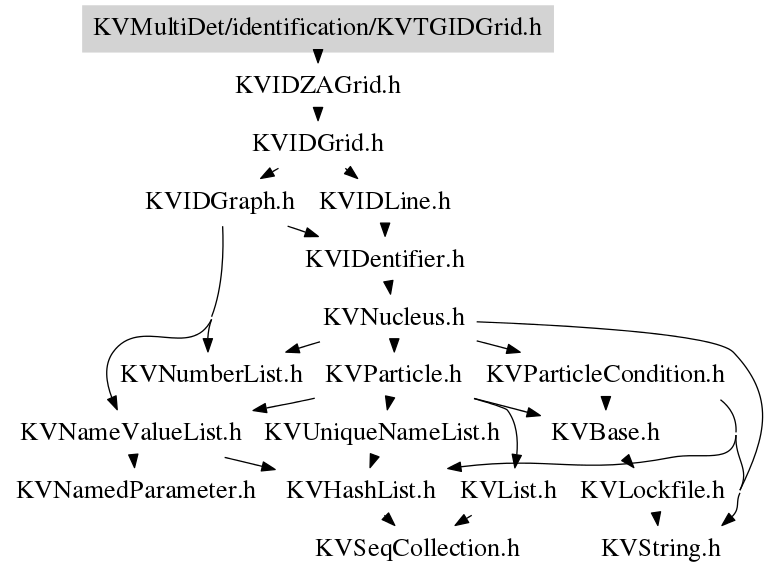 KVMultiDet/identification/KVTGIDGrid.h
KVIDZAGrid.h
KVIDGrid.h
KVIDGraph.h KVIDLine.h
KVIDentifier.h
KVNucleus.h
KVNumberList.h KVParticle.h KVParticleCondition.h
KVNameValueList.h KVUniqueNameList.h KVBase.h
KVNamedParameter.h KVHashList.h KVList.h KVLockfile.h
KVSeqCollection.h KVString.h